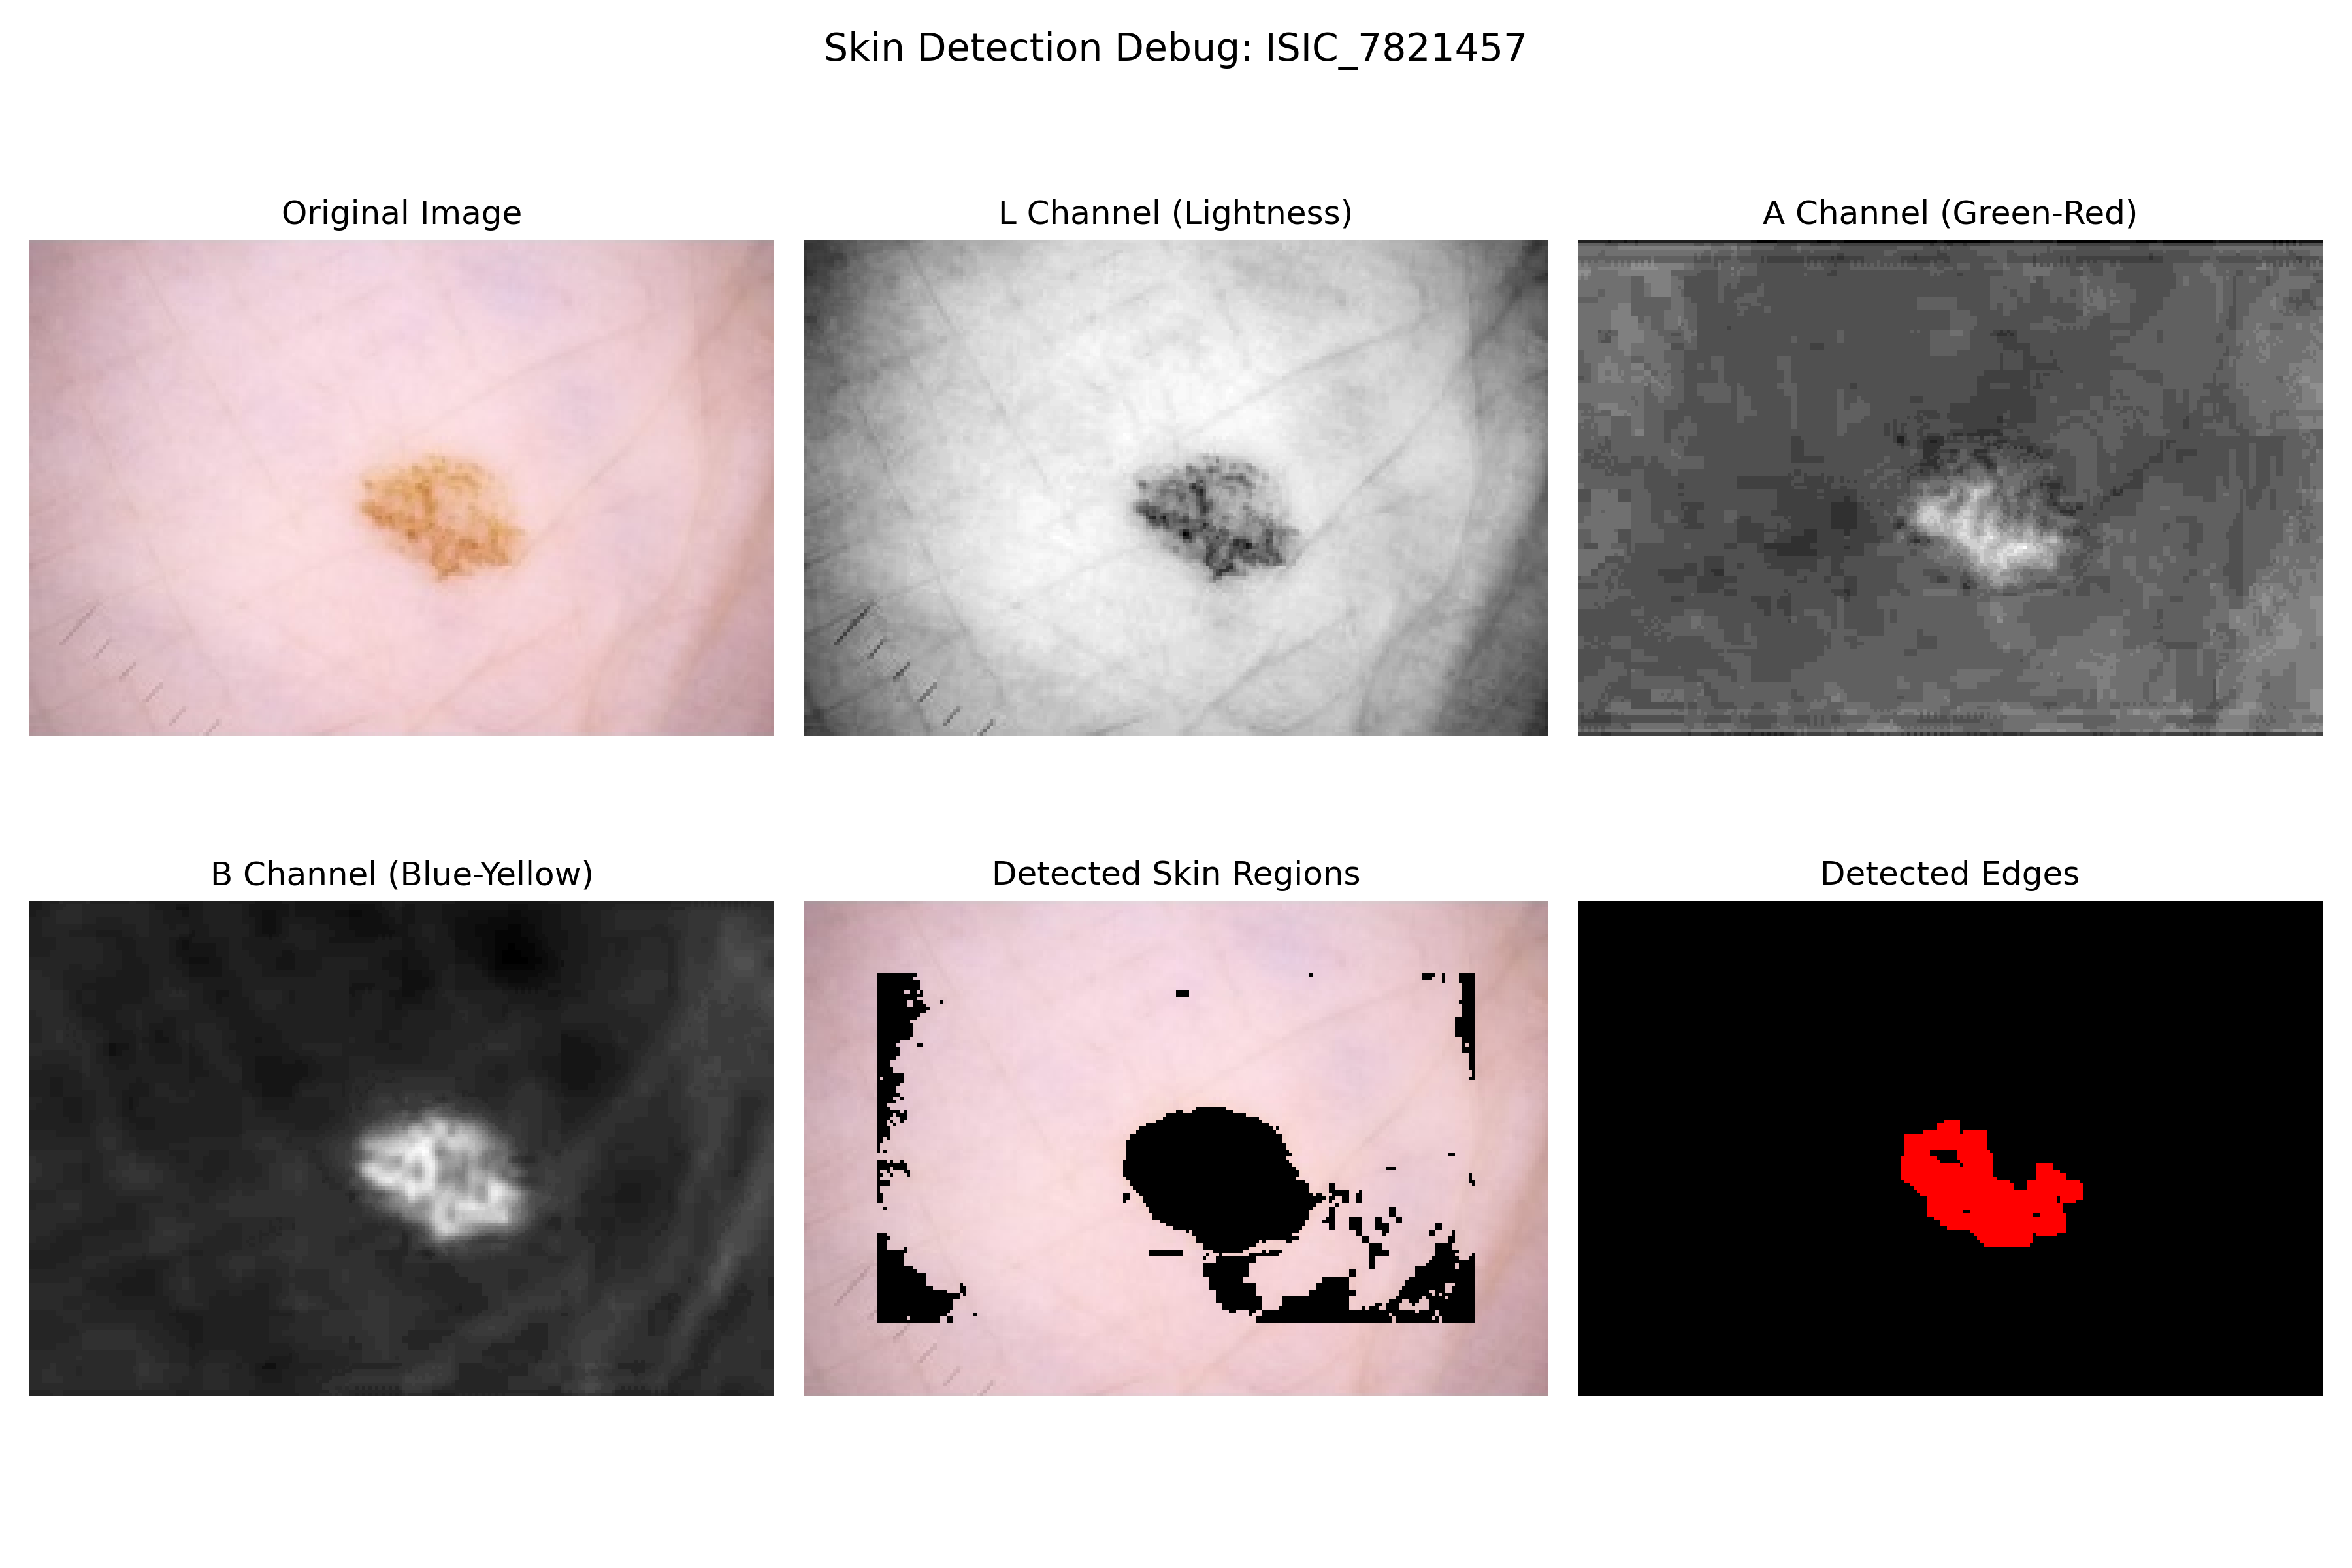 Skin Detection Debug: ISIC_7821457
Original Image
L Channel (Lightness)
A Channel (Green-Red)
B Channel (Blue-Yellow)
Detected Skin Regions
Detected Edges